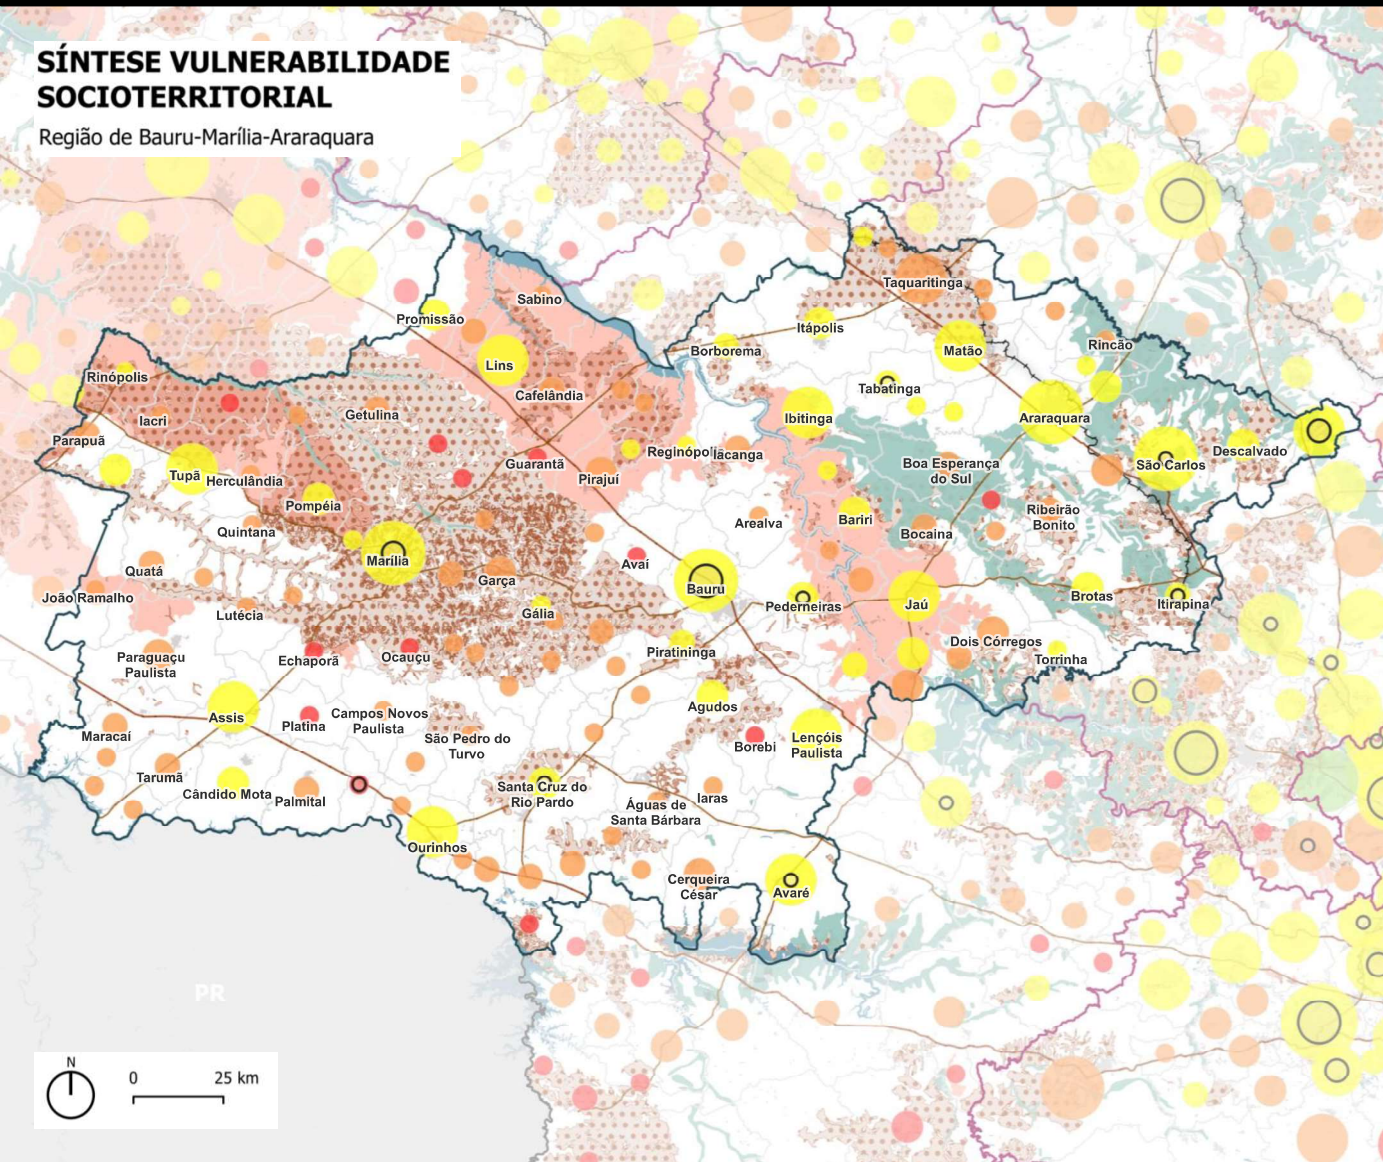 SÍNTESE VULNERABILIDADE
SOCIOTERRITORIAL
Região de Bauru-Marília-Araraquara
Sabino
Taquaritinga
Promissão
Itápolis
Rincão
Borborema
Matão
Lins
Rinópolis
Tabatinga
Cafelândia
Getulina
Ibitinga
Araraquara
Iacri
Parapuã
Reginópolis
Iacanga
Descalvado
Guarantã
São Carlos
Boa Esperança
do Sul
Tupã
Herculândia
Pirajuí
Pompéia
Ribeirão
Bonito
Bariri
Arealva
Quintana
Bocaina
Marília
Avaí
Quatá
Garça
Bauru
João Ramalho
Brotas
Pederneiras
Jaú
Itirapina
Lutécia
Gália
Dois Córregos
Piratininga
Paraguaçu
Paulista
Echaporã
Ocauçu
Torrinha
Agudos
Assis
Platina
Campos Novos
Paulista
Maracaí
São Pedro do
Turvo
Borebi
Lençóis
Paulista
Tarumã
Cândido Mota
Palmital
Santa Cruz do
Rio Pardo
Iaras
Águas de
Santa Bárbara
Ourinhos
Cerqueira
César
Avaré
PR
N
0 25 km